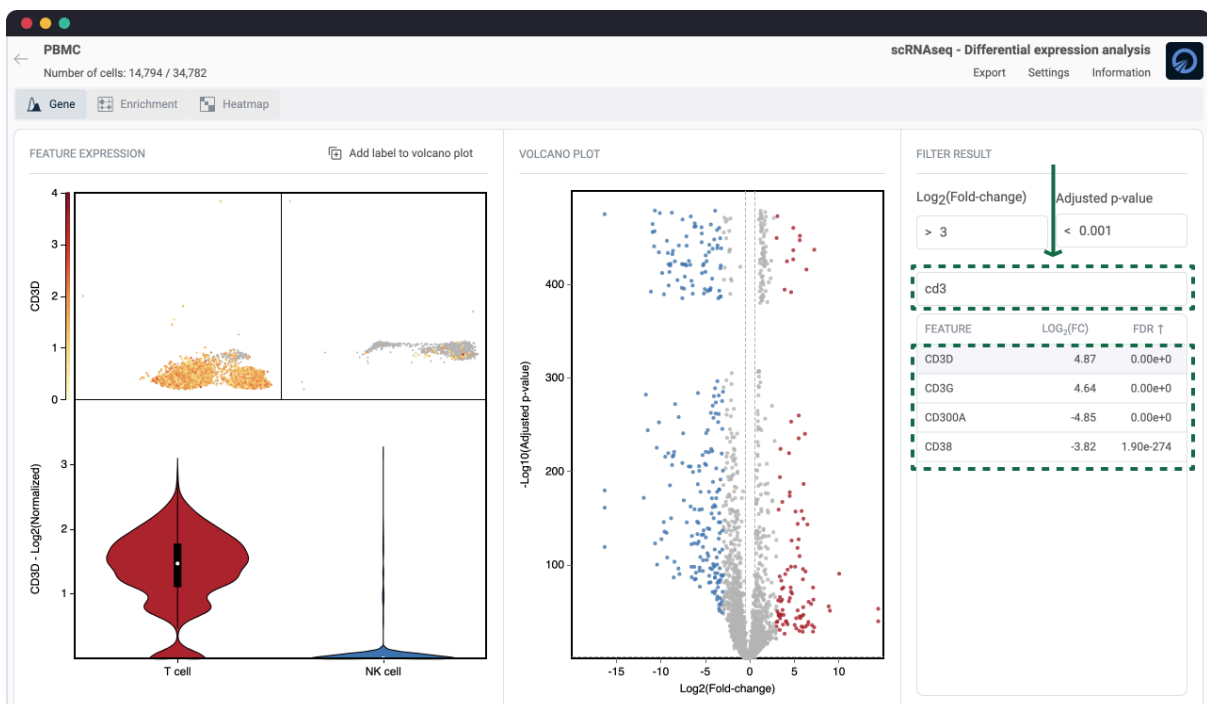 PBMC
Number of cells: 14,794 / 34,782
scRNAseq - Differential expression analysis
Export Settings Information
Gene Enrichment Heatmap
FEATURE EXPRESSION
Add label to volcano plot
4
3
2
1
0
CD3D
3
2
1
CD3D - Log2(Normalized)
T cell NK cell
VOLCANO PLOT
400
300
200
100
-Log10(Adjusted p-value)
-15 -10 -5 0 5 10
Log2(Fold-change)
FILTER RESULT
Log₂(Fold-change) Adjusted p-value
> 3 < 0.001
cd3
FEATURE LOG₂(FC) FDR ↑
CD3D 4.87 0.00e+0
CD3G 4.64 0.00e+0
CD300A -4.85 0.00e+0
CD38 -3.82 1.90e-274